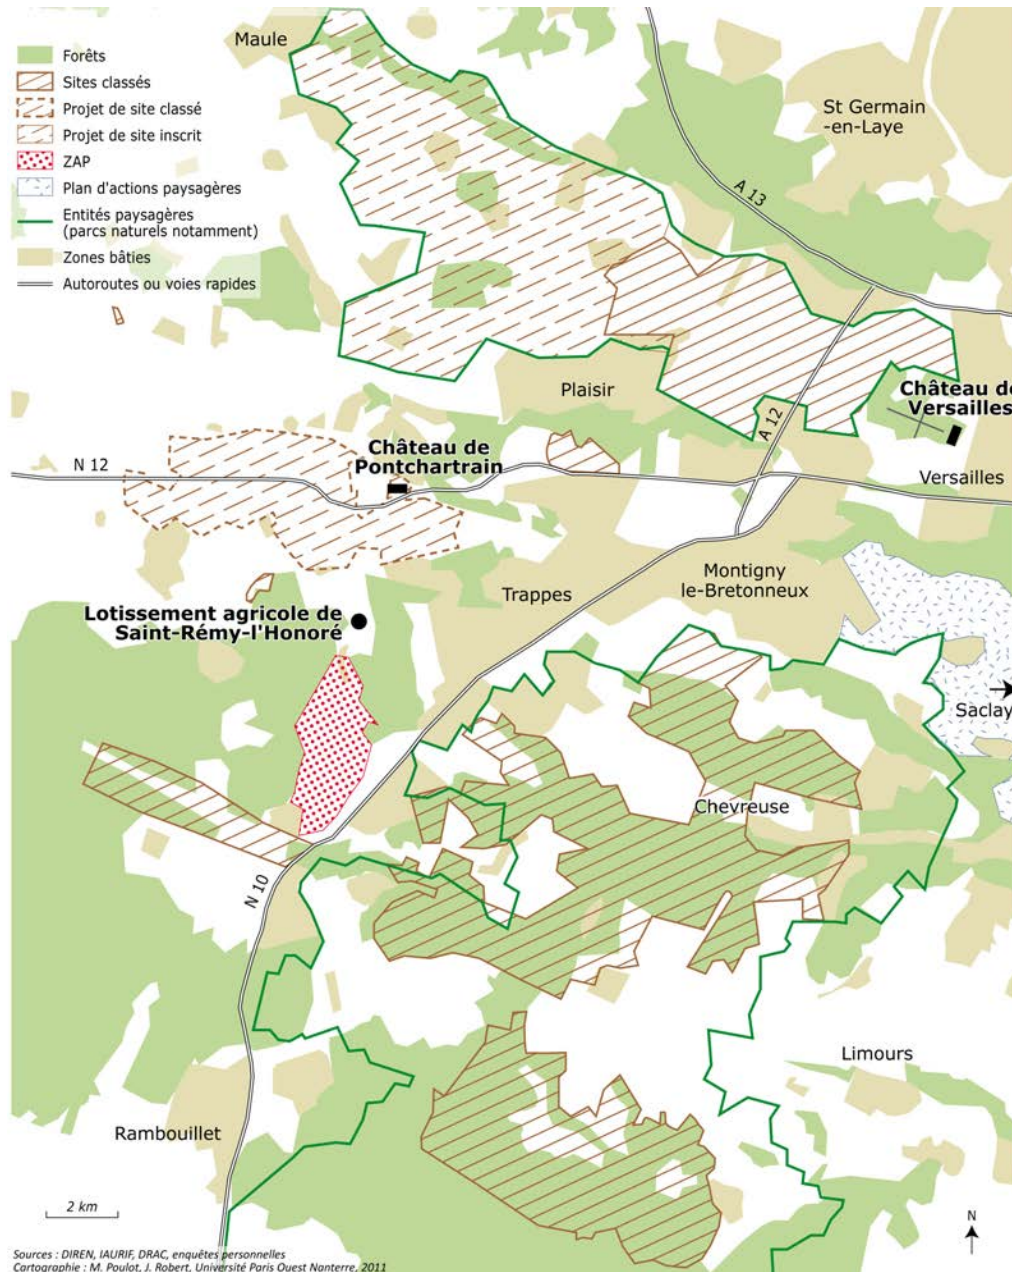 Maule
Forêts
Sites classés
Projet de site classé
Projet de site inscrit
ZAP
Plan d'actions paysagères
Entités paysagères
(parcs naturels notamment)
Zones bâties
Autoroutes ou voies rapides
St Germain
-en-Laye
A 13
Plaisir
A 12
Château de
Versailles
Château de
Pontchartrain
N 12
Versailles
Trappes
Montigny
le-Bretonneux
Lotissement agricole de
Saint-Rémy-l'Honoré
Saclay
Chevreuse
N 10
Limours
Rambouillet
2 km
N
Sources : DIREN, IAURIF, DRAC, enquêtes personnelles
Cartographie : M. Poulot, J. Robert, Université Paris Ouest Nanterre, 2011